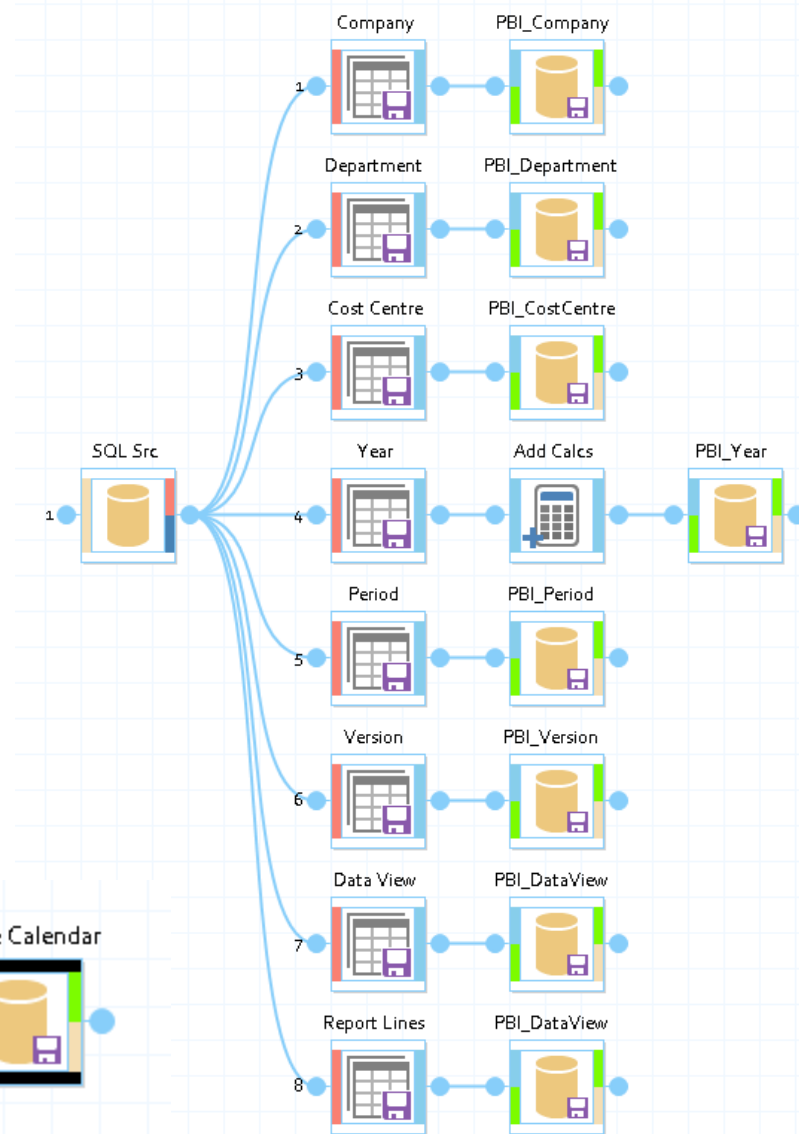 Company PBI_Company
1
Department PBI_Department
2
Cost Centre PBI_CostCentre
3
SQL Src Year Add Calcs PBI_Year
1 4
Period PBI_Period
5
Version PBI_Version
6
Data View PBI_DataView
7
Calendar
Report Lines PBI_DataView
8